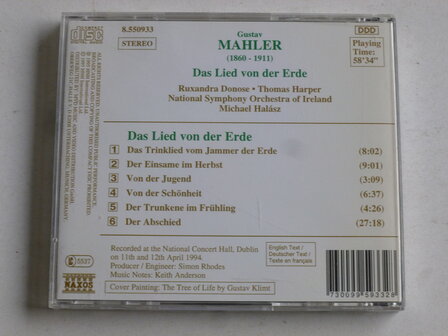 COMPACT
disc
DIGITAL AUDIO
8.550933
STEREO
Gustav
MAHLER
(1860 - 1911)
DDD
Playing
Time:
58'34"
Das Lied von der Erde
Ruxandra Donose • Thomas Harper
National Symphony Orchestra of Ireland
Michael Halász
Das Lied von der Erde
1 Das Trinklied vom Jammer der Erde (8:02)
2 Der Einsame im Herbst (9:01)
3 Von der Jugend (3:09)
4 Von der Schönheit (6:37)
5 Der Trunkene im Frühling (4:26)
6 Der Abschied (27:18)
Recorded at the National Concert Hall, Dublin
on 11th and 12th April 1994.
Producer / Engineer: Simon Rhodes
Music Notes: Keith Anderson
Cover Painting: The Tree of Life by Gustav Klimt
English Text /
Deutscher Text /
Texte en français
5537
NAXOS